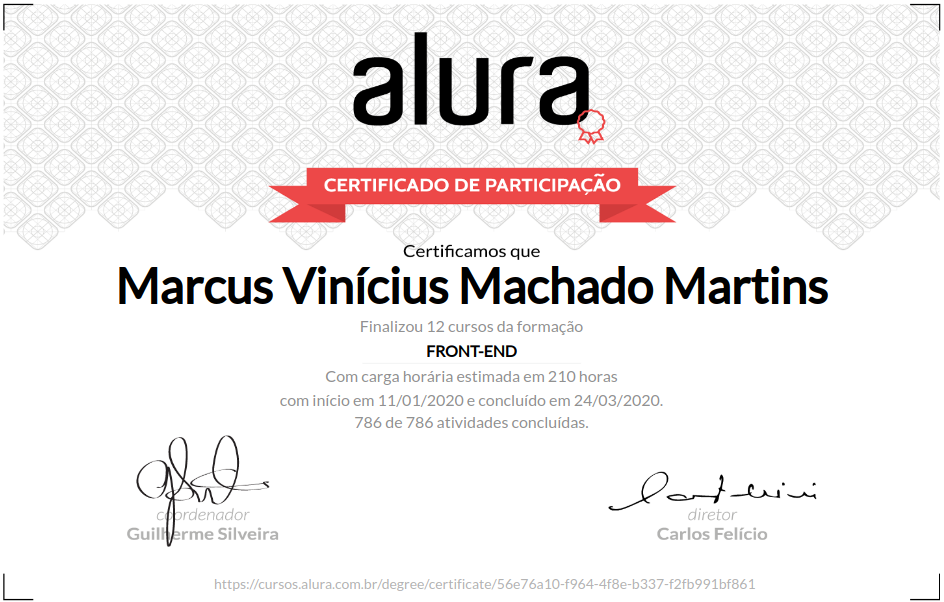 alura
CERTIFICADO DE PARTICIPAÇÃO
Certificamos que
Marcus Vinícius Machado Martins
Finalizou 12 cursos da formação
FRONT-END
Com carga horária estimada em 210 horas
com início em 11/01/2020 e concluído em 24/03/2020.
786 de 786 atividades concluídas.
coordenador
Guilherme Silveira
diretor
Carlos Felício
https://cursos.alura.com.br/degree/certificate/56e76a10-f964-4f8e-b337-f2fb991bf861